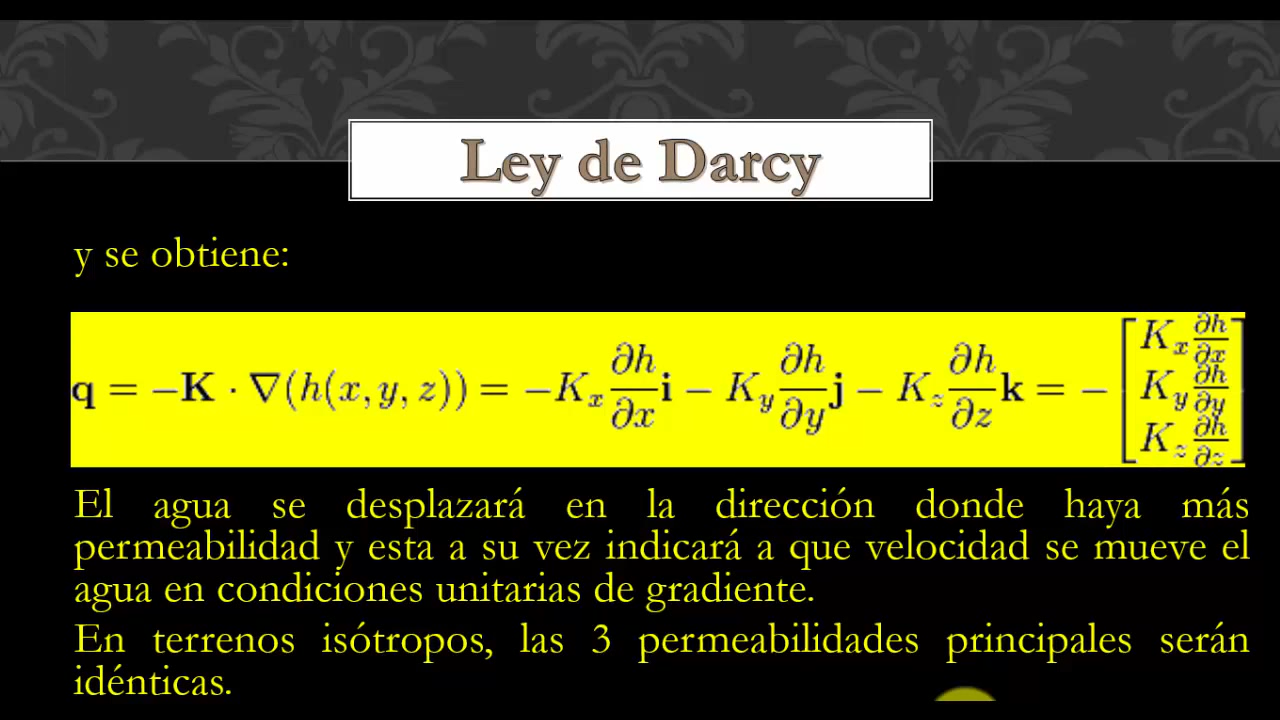 Ley de Darcy
y se obtiene:
q = −K · ∇(h(x, y, z)) = −Kₓ ∂h/∂x i − K_y ∂h/∂y j − K_z ∂h/∂z k = − [Kₓ ∂h/∂x K_y ∂h/∂y K_z ∂h/∂z]
El agua se desplazará en la dirección donde haya más
permeabilidad y esta a su vez indicará a que velocidad se mueve el
agua en condiciones unitarias de gradiente.
En terrenos isótropos, las 3 permeabilidades principales serán
idénticas.